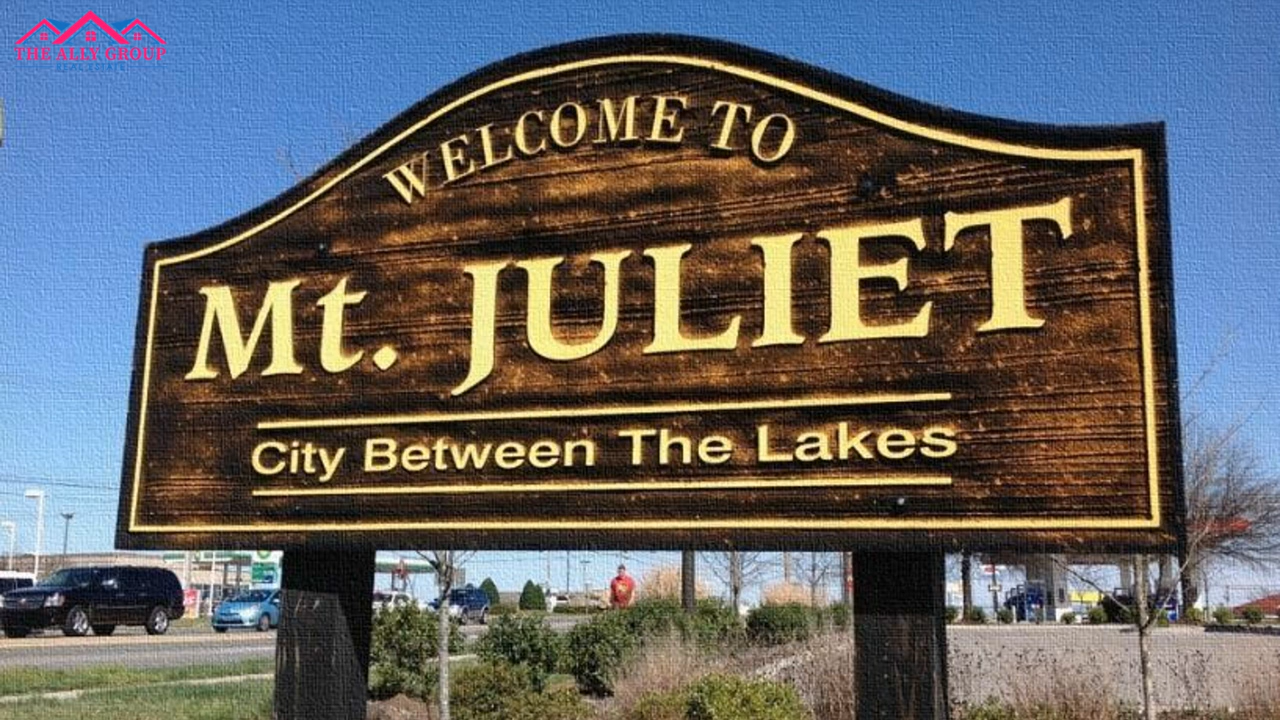 THE ALLY GROUP
WELCOME TO
Mt. JULIET
City Between The Lakes